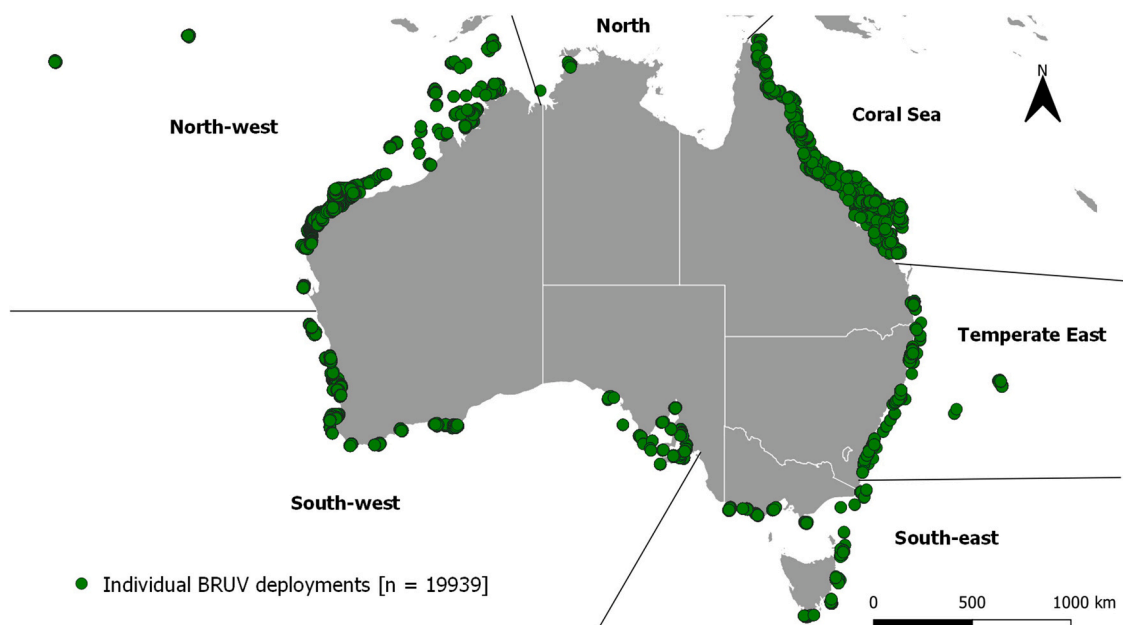 North
N
North-west
Coral Sea
Temperate East
South-west
South-east
Individual BRUV deployments [n = 19939]
0 500 1000 km